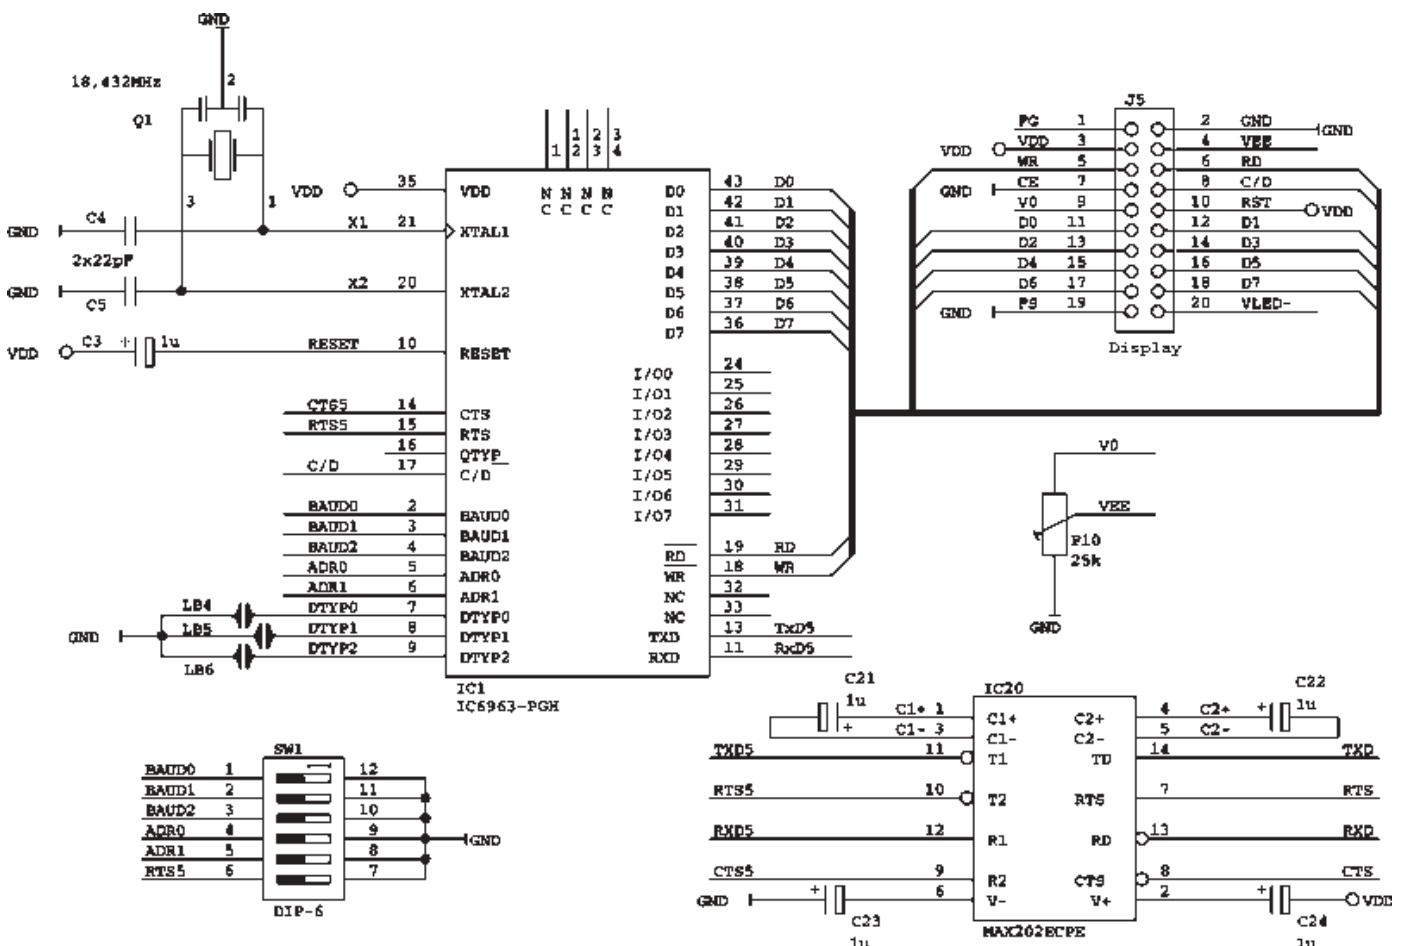 GND
18,432MHz
2
Q1
3
1
GND
C4
2x22pF
GND
C5
VDD
C3
+
1u
VDD
35
VDD
X1
21
XTAL1
X2
20
XTAL2
RESET
10
RESET
CTS5
14
CTS
RTS5
15
RTS
16
QTYP
C/D
17
C/D
BAUD0
2
BAUD0
BAUD1
3
BAUD1
BAUD2
4
BAUD2
ADR0
5
ADR0
ADR1
6
ADR1
GND
LB4
DTYP0
7
DTYP0
LB5
DTYP1
8
DTYP1
LB6
DTYP2
9
DTYP2
1
12
23
34
NC
NC
NC
NC
D0
43
D0
D1
42
D1
D2
41
D2
D3
40
D3
D4
39
D4
D5
38
D5
D6
37
D6
D7
36
D7
I/O0
24
I/O1
25
I/O2
26
I/O3
27
I/O4
28
I/O5
29
I/O6
30
I/O7
31
RD
19
RD
WR
18
WR
NC
32
NC
33
TXD
13
TxD5
RXD
11
RxD5
IC1
IC6963-PGH
J5
FG
1
2
GND
GND
VDD
VDD
3
4
VEE
WR
5
6
RD
GND
CE
7
8
C/D
V0
9
10
RST
VDD
D0
11
12
D1
D2
13
14
D3
D4
15
16
D5
D6
17
18
D7
GND
FS
19
20
VLED-
Display
V0
VEE
P10
25k
GND
SW1
BAUD0
1
12
BAUD1
2
11
BAUD2
3
10
ADR0
4
9
GND
ADR1
5
8
RTS5
6
7
DIP-6
C21
1u
+
IC20
C22
1u
+
C1+
1
C1+
C2+
4
C2+
C1-
3
C1-
C2-
5
C2-
TXD5
11
T1
TD
14
TXD
RTS5
10
T2
RTS
7
RTS
RXD5
12
R1
RD
13
RXD
CTS5
9
R2
CTS
8
CTS
GND
+
6
V-
V+
2
+
VDD
C23
1u
MAX202ECPE
C24
1u